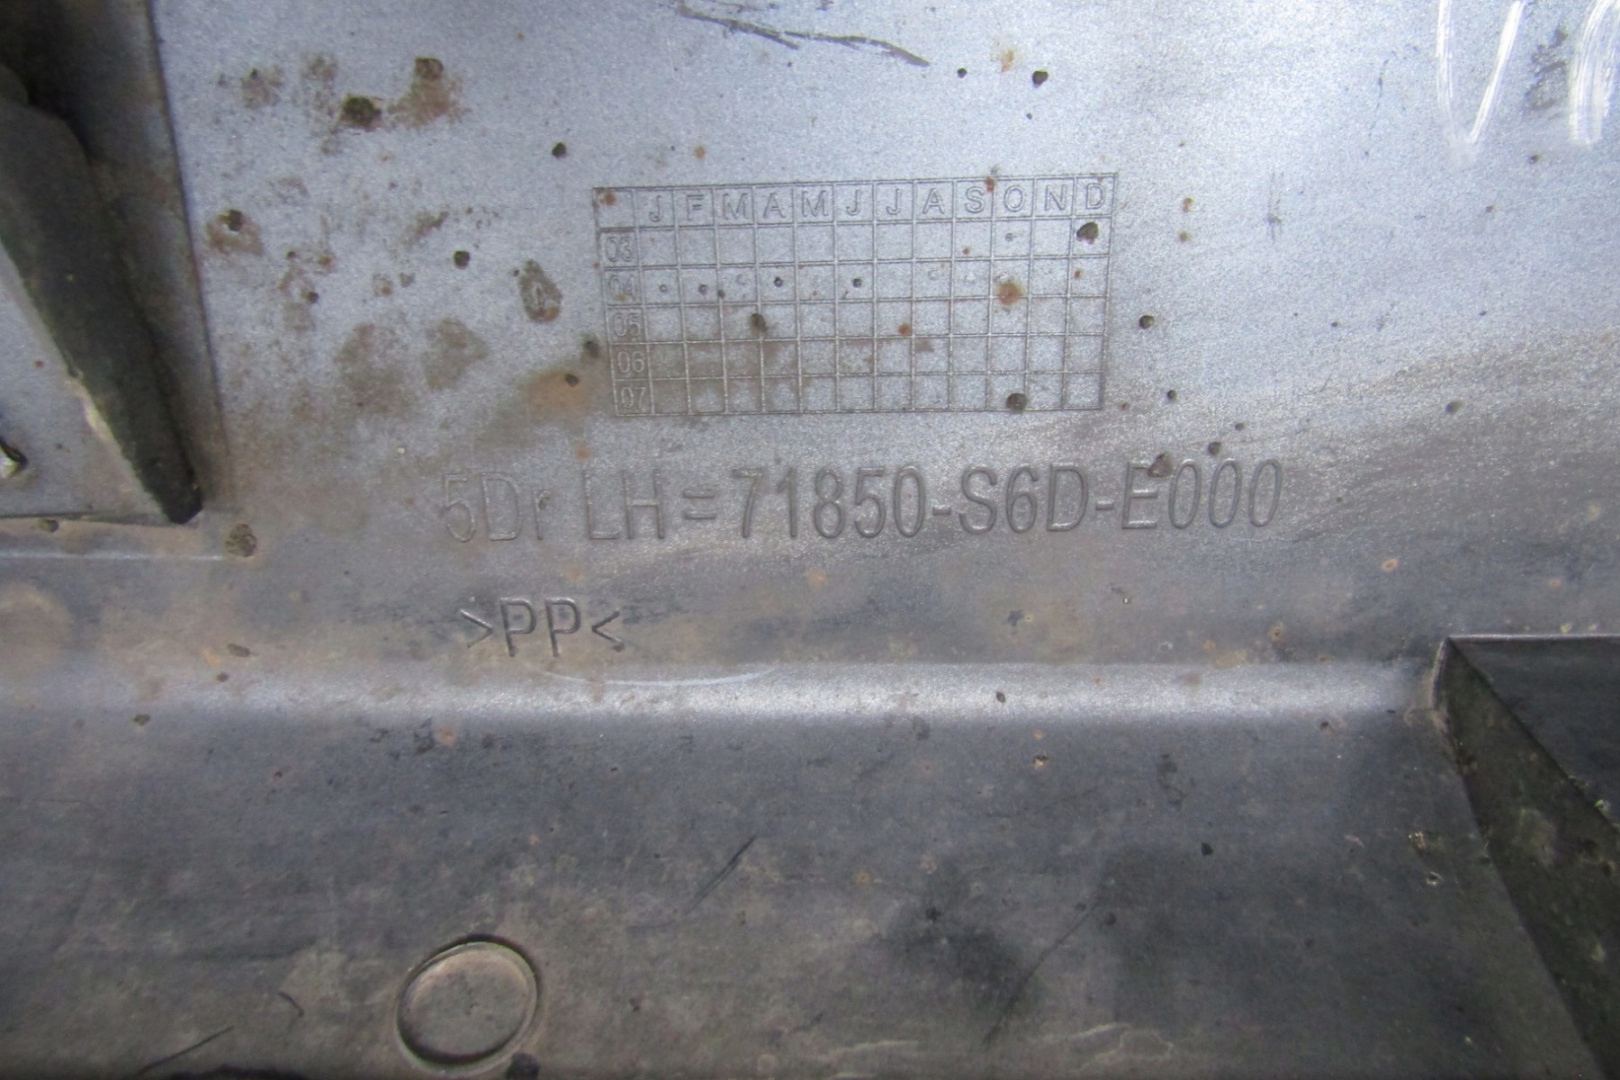 J F M A M J J A S O N D
03
04
05
06
07
5Dr LH=71850-S6D-E000
>PP<